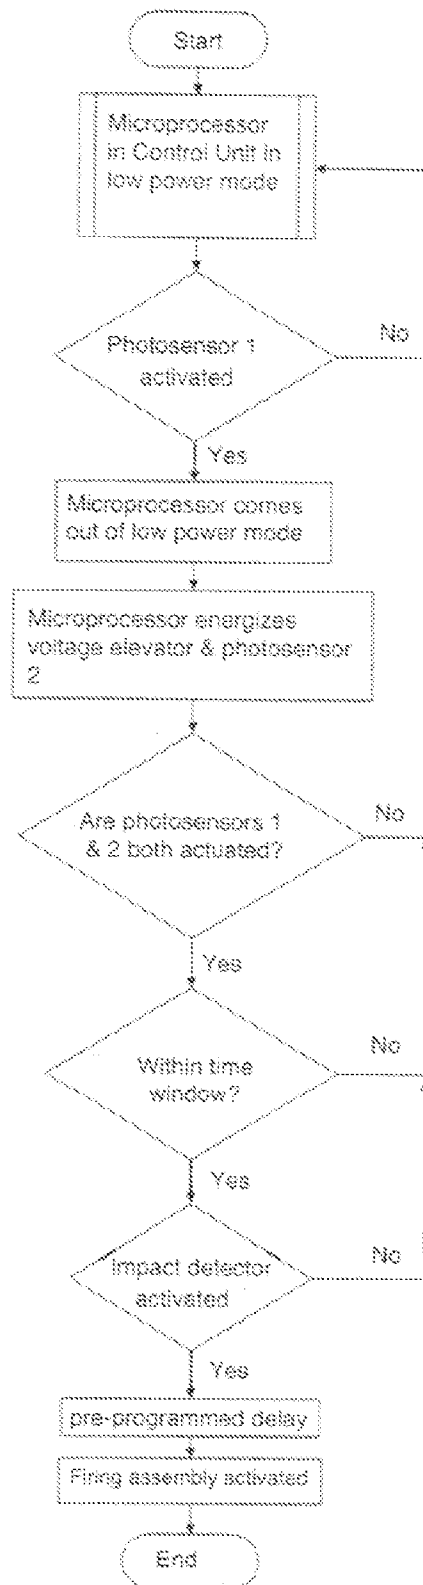 Start
Microprocessor
in Control Unit in
low power mode
Photosensor 1
activated
No
Yes
Microprocessor comes
out of low power mode
Microprocessor energizes
voltage elevator & photosensor
2
Are photosensors 1
& 2 both actuated?
No
Yes
Within time
window?
No
Yes
Impact detector
activated
No
Yes
pre-programmed delay
Firing assembly activated
End